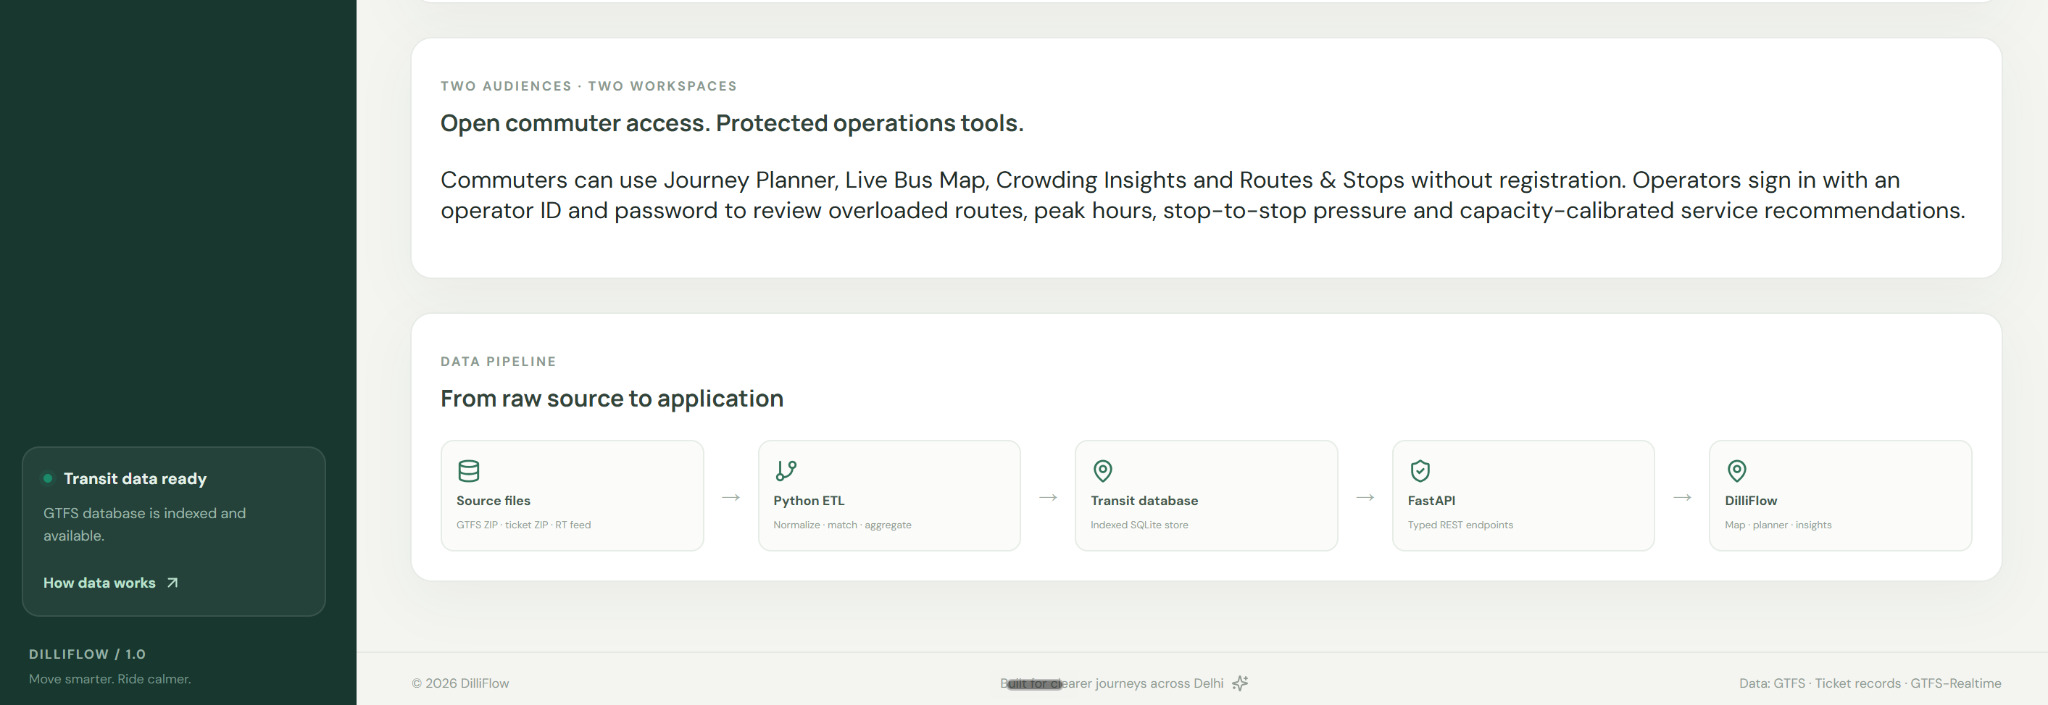 TWO AUDIENCES · TWO WORKSPACES
Open commuter access. Protected operations tools.
Commuters can use Journey Planner, Live Bus Map, Crowding Insights and Routes & Stops without registration. Operators sign in with an
operator ID and password to review overloaded routes, peak hours, stop-to-stop pressure and capacity-calibrated service recommendations.
DATA PIPELINE
From raw source to application
Source files
GTFS ZIP · ticket ZIP · RT feed
→
Python ETL
Normalize · match · aggregate
→
Transit database
Indexed SQLite store
→
FastAPI
Typed REST endpoints
→
DilliFlow
Map · planner · insights
Transit data ready
GTFS database is indexed and
available.
How data works
DILLIFLOW / 1.0
Move smarter. Ride calmer.
© 2026 DilliFlow
Built for clearer journeys across Delhi
Data: GTFS · Ticket records · GTFS-Realtime